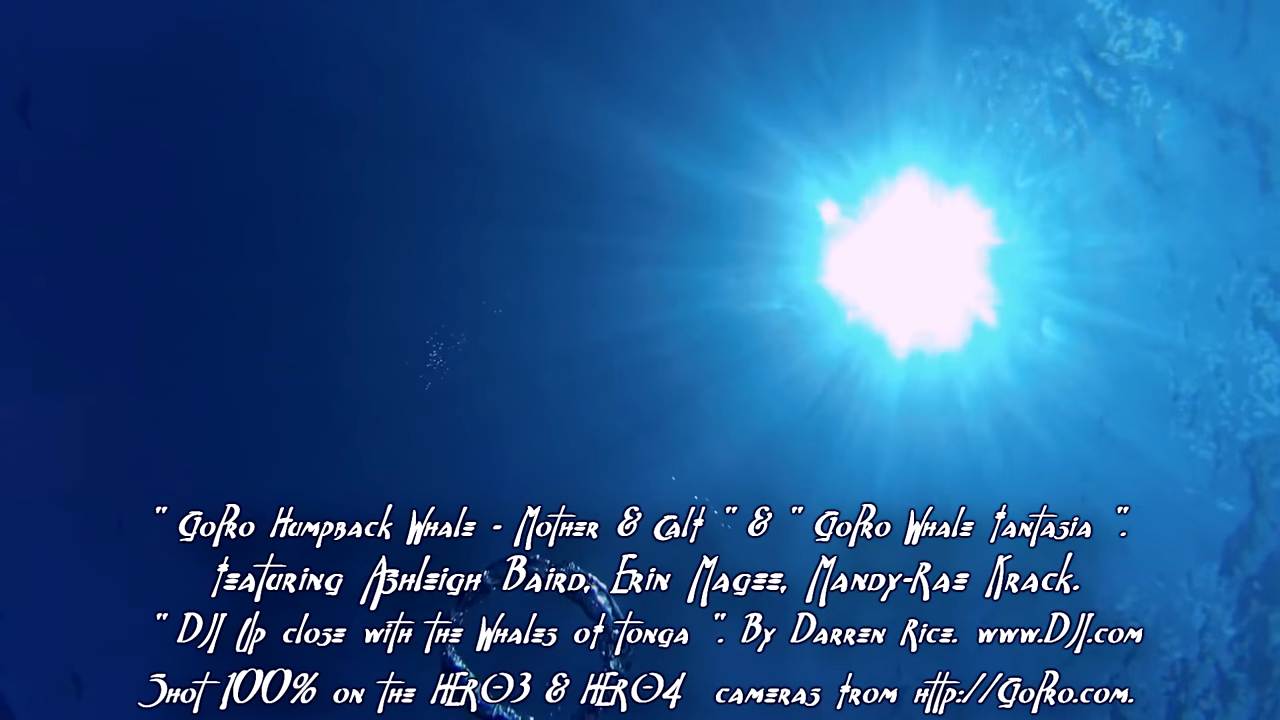 " GoPro Humpback Whale - Mother & Calf " & " GoPro Whale Fantasia ".
Featuring Ashleigh Baird, Erin Magee, Mandy-Rae Krack.
" DJI Up close with the Whales of Tonga ". By Darren Rice. www.DJI.com
Shot 100% on the HERO3 & HERO4 cameras from http://GoPro.com.